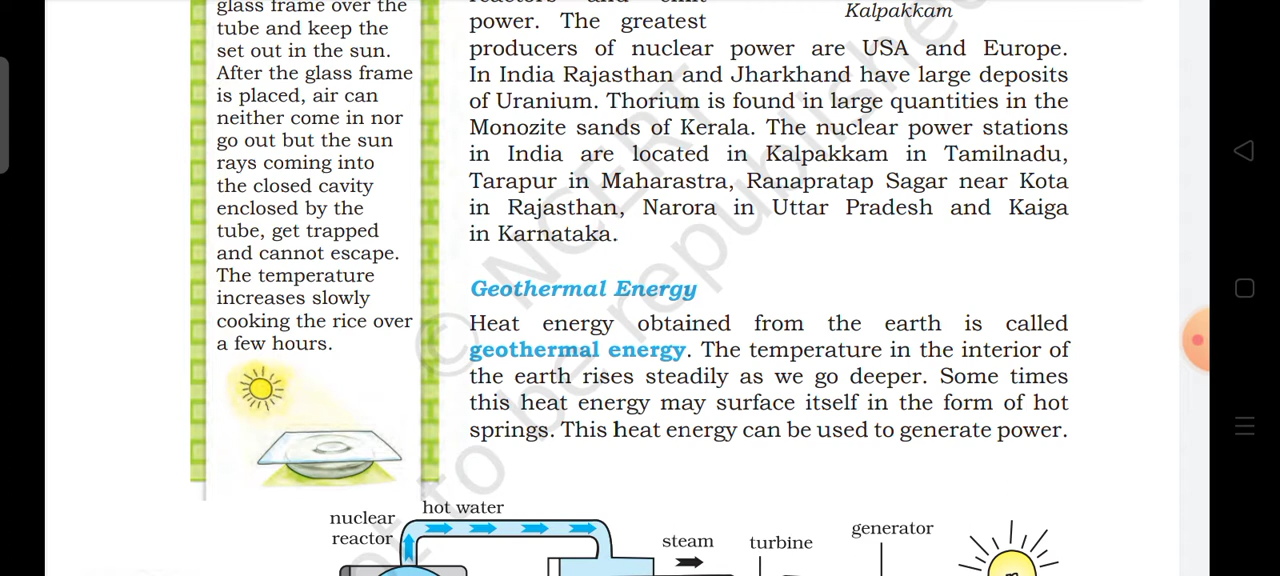 glass frame over the
tube and keep the
set out in the sun.
After the glass frame
is placed, air can
neither come in nor
go out but the sun
rays coming into
the closed cavity
enclosed by the
tube, get trapped
and cannot escape.
The temperature
increases slowly
cooking the rice over
a few hours.
reactors and emit
power. The greatest
Kalpakkam
producers of nuclear power are USA and Europe.
In India Rajasthan and Jharkhand have large deposits
of Uranium. Thorium is found in large quantities in the
Monozite sands of Kerala. The nuclear power stations
in India are located in Kalpakkam in Tamilnadu,
Tarapur in Maharastra, Ranapratap Sagar near Kota
in Rajasthan, Narora in Uttar Pradesh and Kaiga
in Karnataka.
Geothermal Energy
Heat energy obtained from the earth is called
geothermal energy. The temperature in the interior of
the earth rises steadily as we go deeper. Some times
this heat energy may surface itself in the form of hot
springs. This heat energy can be used to generate power.
nuclear
reactor
hot water
steam
turbine
generator
© NCERT
not to be republished